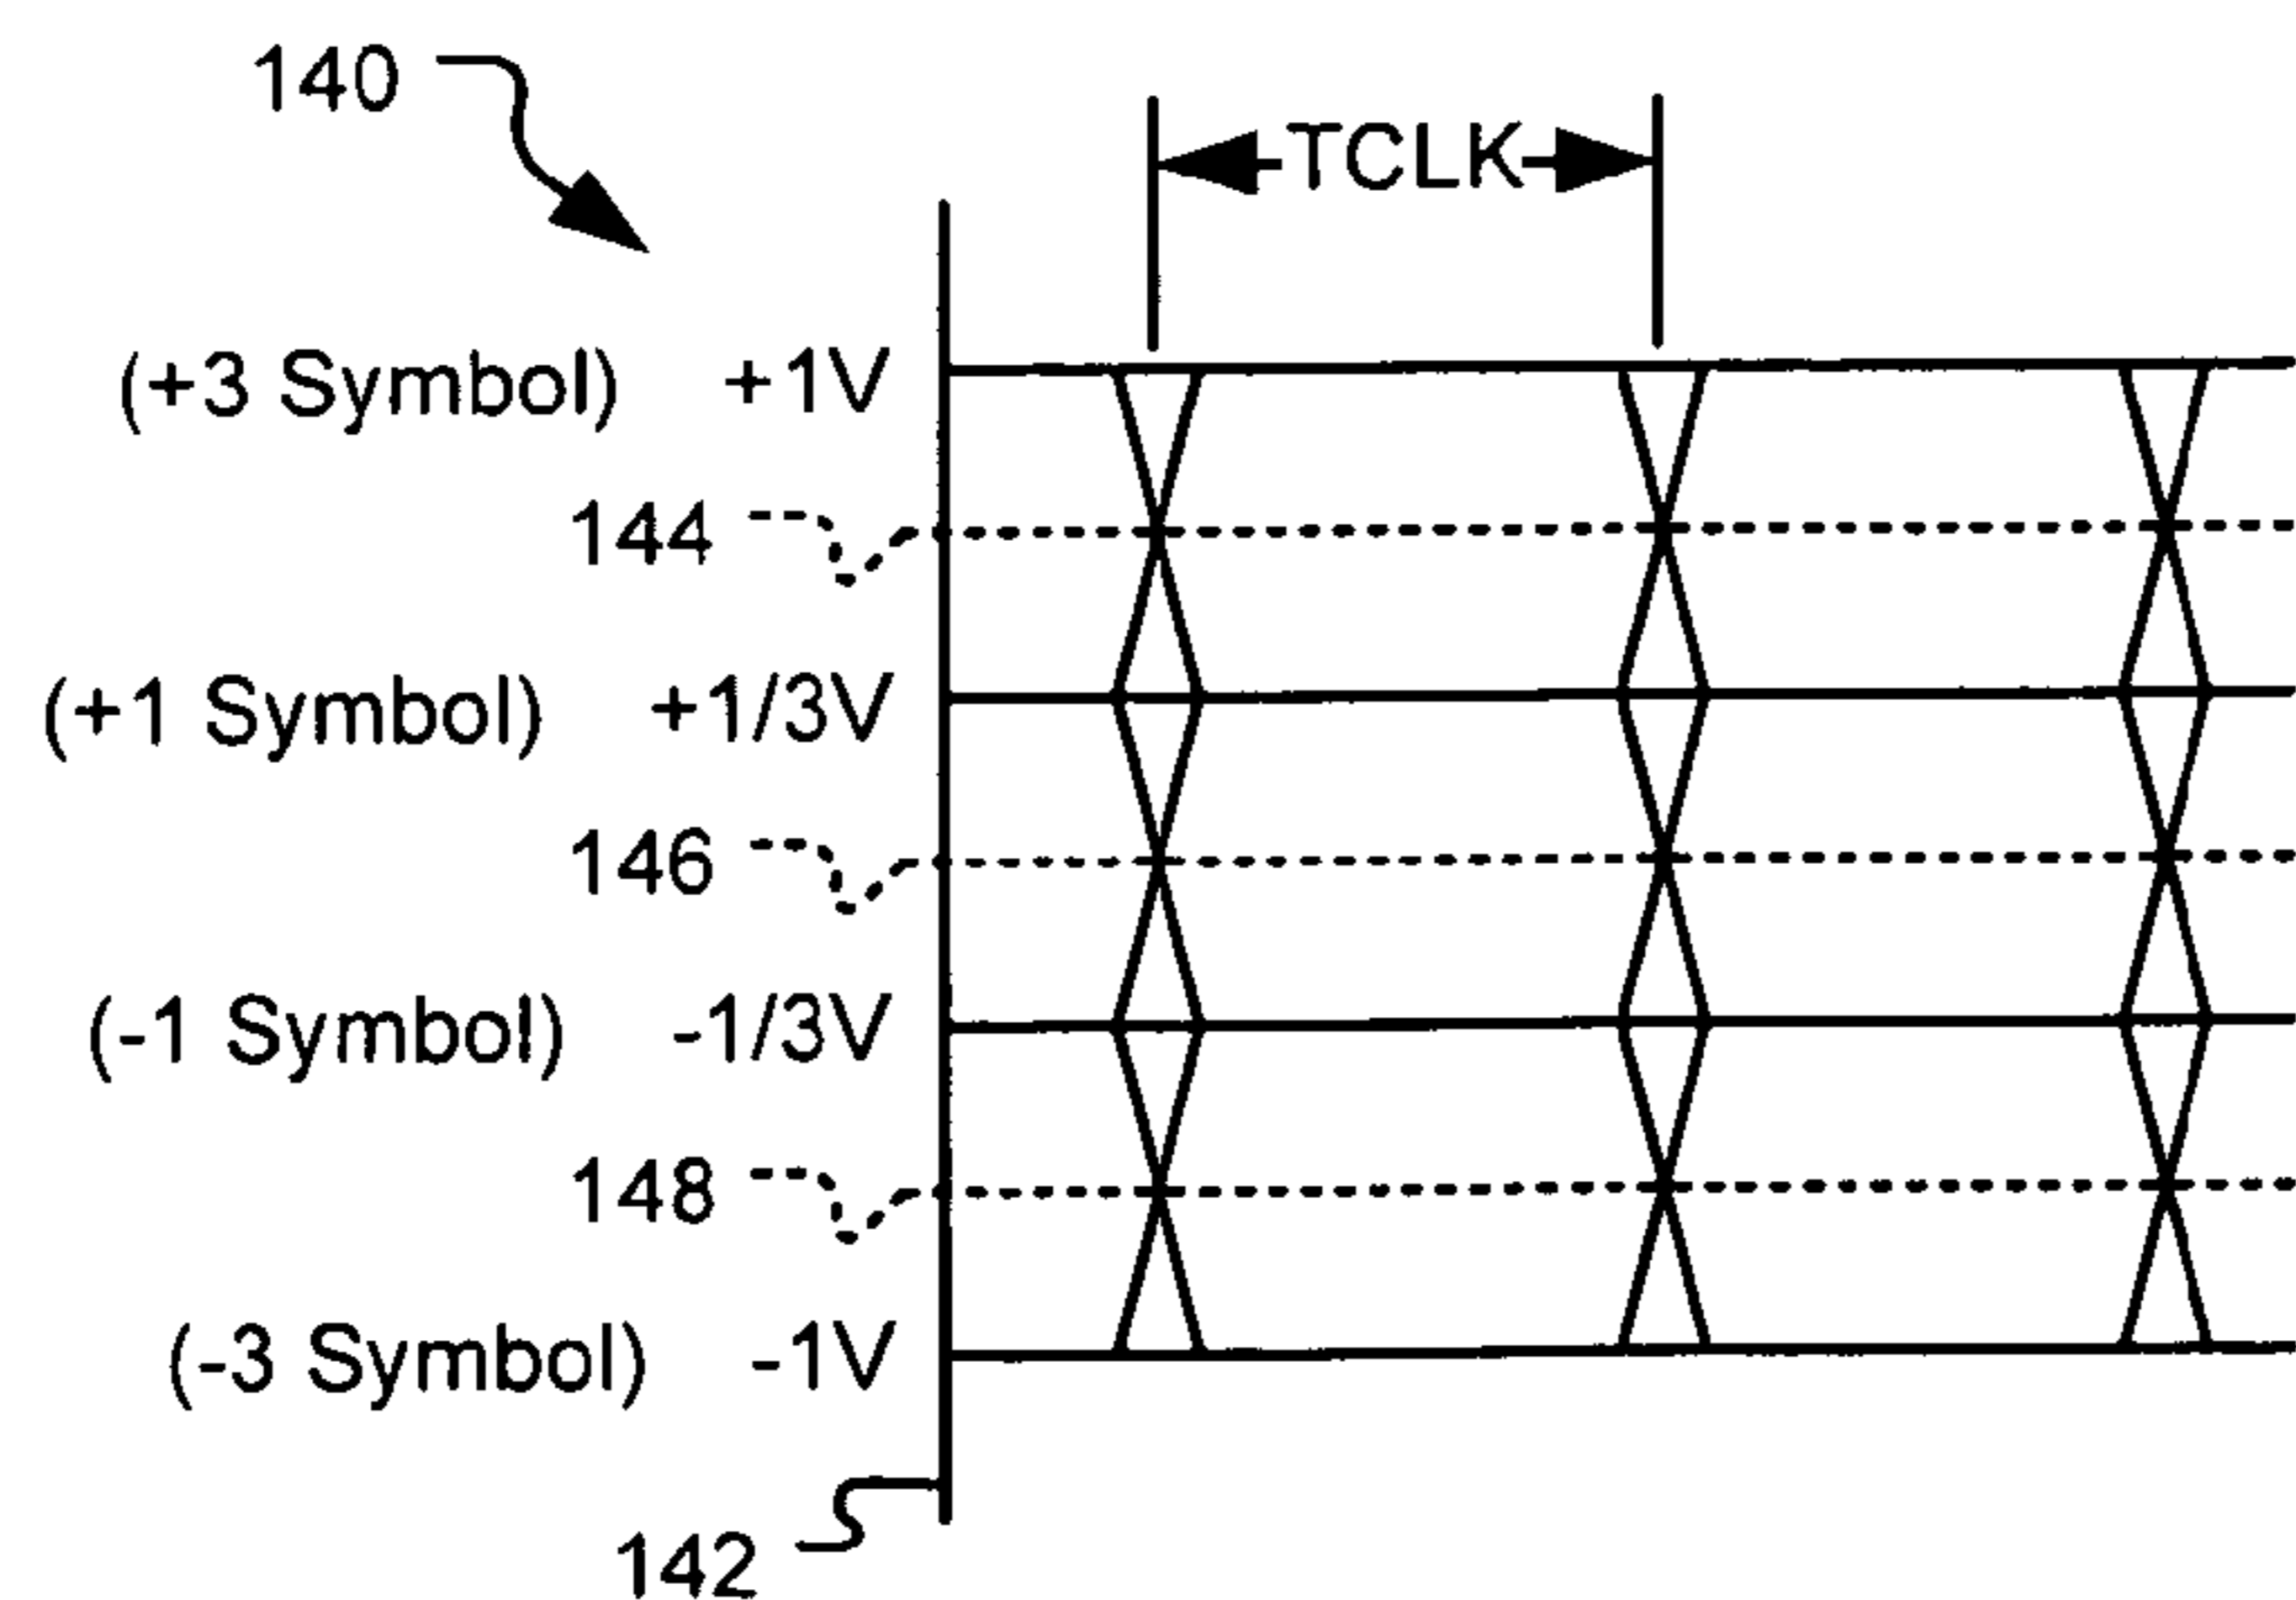 140
TCLK
(+3 Symbol) +1V
144
(+1 Symbol) +1/3V
146
(-1 Symbol) -1/3V
148
(-3 Symbol) -1V
142